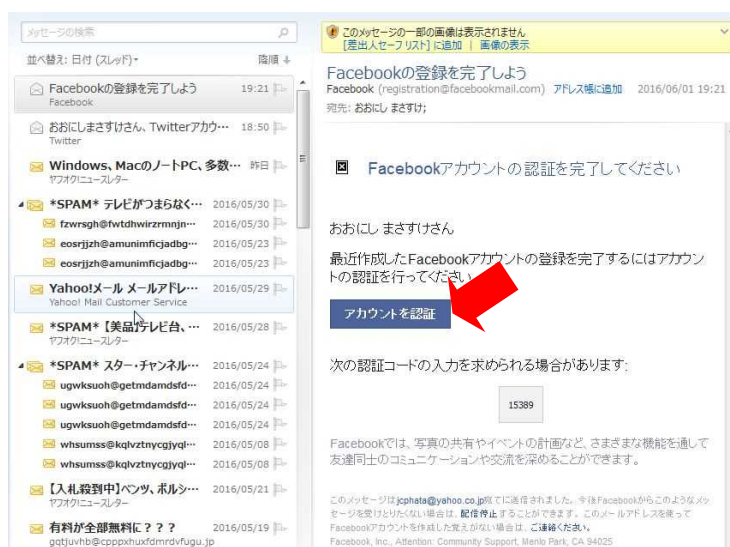 メッセージの検索
並べ替え: 日付 (スレッド)▾ 降順 ↓
Facebookの登録を完了しよう 19:21
Facebook
おおにしまさすけさん、Twitterアカウ… 18:50
Twitter
Windows、MacのノートPC、多数… 昨日
ヤフオク!ニュースレター
*SPAM* テレビがつまらなく… 2016/05/30
fzwrsgh@fwtdhwirzrmnjn… 2016/05/30
eosrjjzh@amunimficjadbg… 2016/05/23
eosrjjzh@amunimficjadbg… 2016/05/23
Yahoo!メール メールアドレ… 2016/05/29
Yahoo! Mail Customer Service
*SPAM* 【美品】テレビ台、… 2016/05/28
ヤフオク!ニュースレター
*SPAM* スター・チャンネル… 2016/05/24
ugwksuoh@getmdamdsfd… 2016/05/24
ugwksuoh@getmdamdsfd… 2016/05/24
ugwksuoh@getmdamdsfd… 2016/05/24
whsumss@kqlvztnycgjyql… 2016/05/08
whsumss@kqlvztnycgjyql… 2016/05/08
【入札殺到中】ベンツ、ポルシ… 2016/05/21
ヤフオク!ニュースレター
有料が全部無料に？？？ 2016/05/19
gqtjuvhb@cpppxhuxfdmrdvfugu.jp
このメッセージの一部の画像は表示されません
[差出人セーフリスト] に追加 | 画像の表示
Facebookの登録を完了しよう
Facebook (registration@facebookmail.com) アドレス帳に追加 2016/06/01 19:21
宛先: おおにし まさすけ;
Facebookアカウントの認証を完了してください
おおにし まさすけさん
最近作成したFacebookアカウントの登録を完了するにはアカウン
トの認証を行ってください
アカウントを認証
次の認証コードの入力を求められる場合があります:
15389
Facebookでは、写真の共有やイベントの計画など、さまざまな機能を通して
友達同士のコミュニケーションや交流を深めることができます。
このメッセージはjcphata@yahoo.co.jp宛てに送信されました。今後Facebookからこのようなメッ
セージを受けとりたくない場合は、配信停止することができます。このメールアドレスを使って
Facebookアカウントを作成した覚えがない場合は、ご連絡ください。
Facebook, Inc., Attention: Community Support, Menlo Park, CA 94025